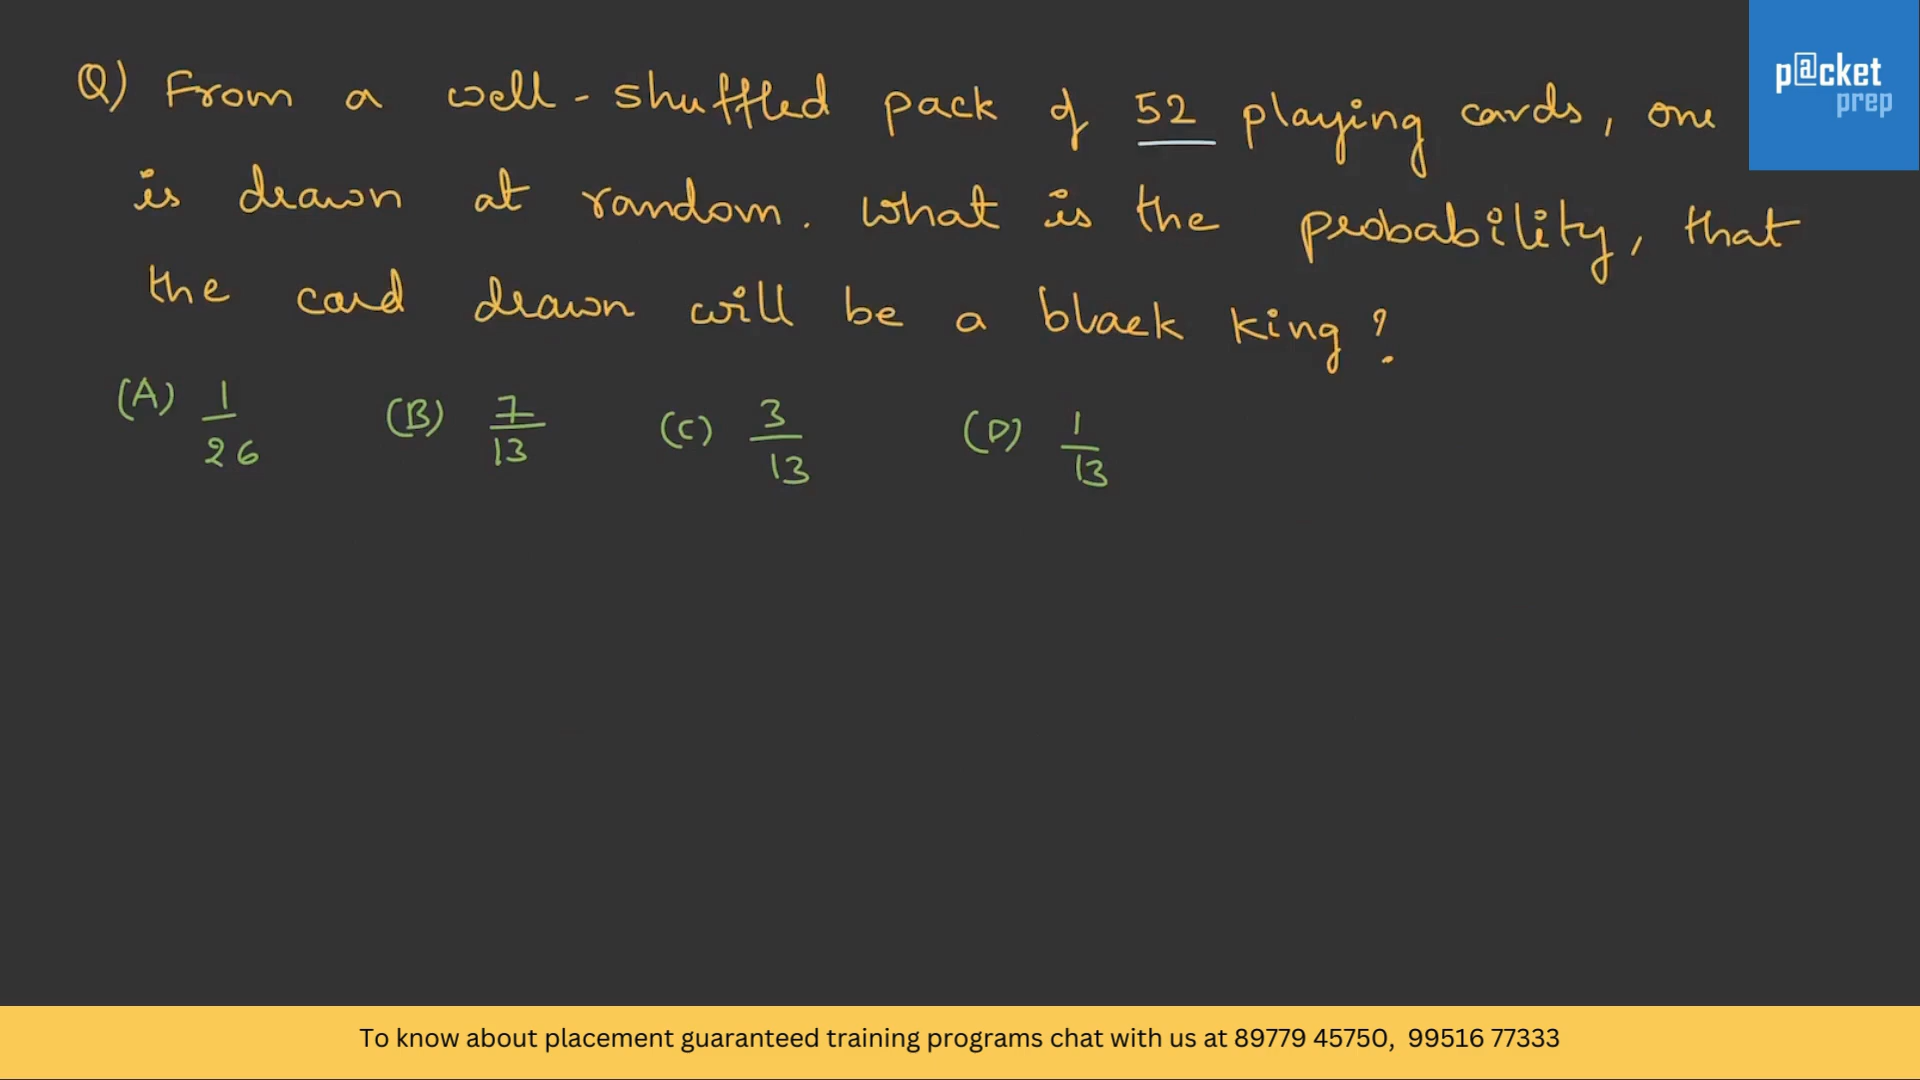 Q) From a well-shuffled pack of 52 playing cards, one
is drawn at random. What is the probability, that
the card drawn will be a black king?
(A) 1/26 (B) 7/13 (C) 3/13 (D) 1/13
p@cket
prep
To know about placement guaranteed training programs chat with us at 89779 45750, 99516 77333